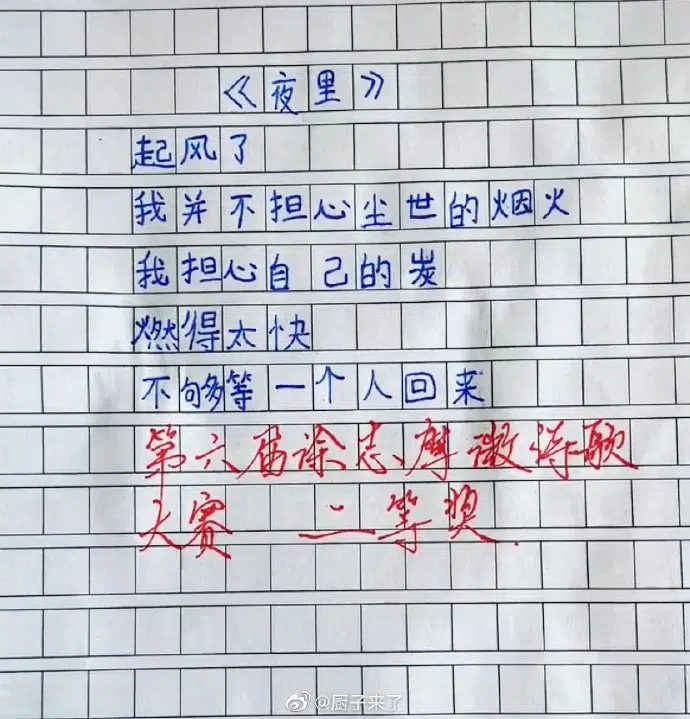 《夜里》
起风了
我并不担心尘世的烟火
我担心自己的炭
燃得太快
不够等一个人回来
第六届徐志摩微诗歌
大赛 二等奖.
@厨子来了